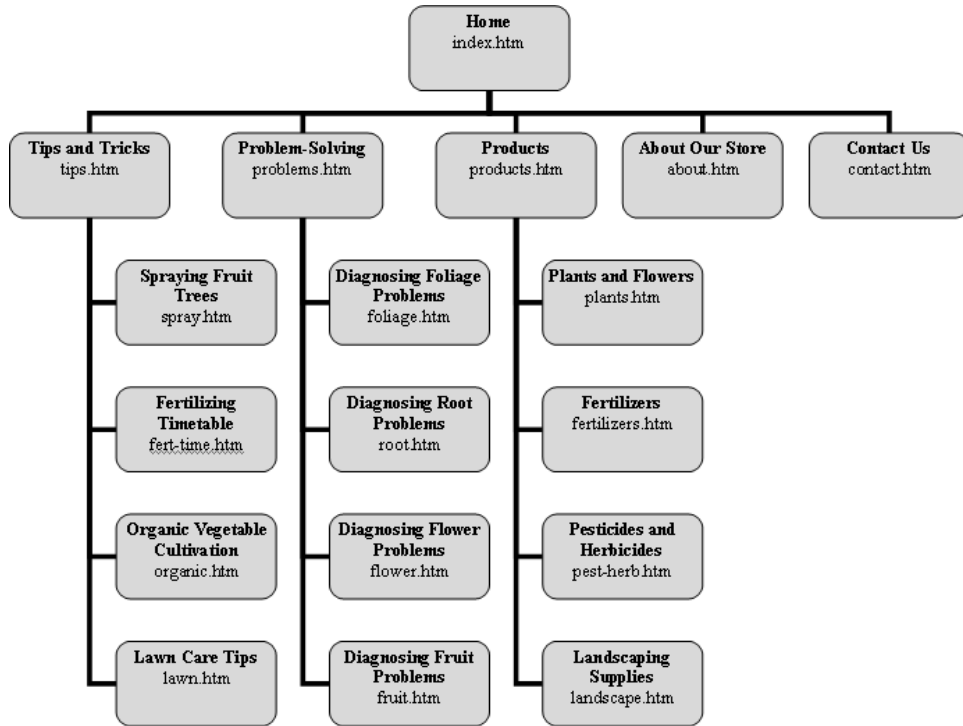 Home
index.htm
Tips and Tricks
tips.htm
Problem-Solving
problems.htm
Products
products.htm
About Our Store
about.htm
Contact Us
contact.htm
Spraying Fruit
Trees
spray.htm
Diagnosing Foliage
Problems
foliage.htm
Plants and Flowers
plants.htm
Fertilizing
Timetable
fert-time.htm
Diagnosing Root
Problems
root.htm
Fertilizers
fertilizers.htm
Organic Vegetable
Cultivation
organic.htm
Diagnosing Flower
Problems
flower.htm
Pesticides and
Herbicides
pest-herb.htm
Lawn Care Tips
lawn.htm
Diagnosing Fruit
Problems
fruit.htm
Landscaping
Supplies
landscape.htm